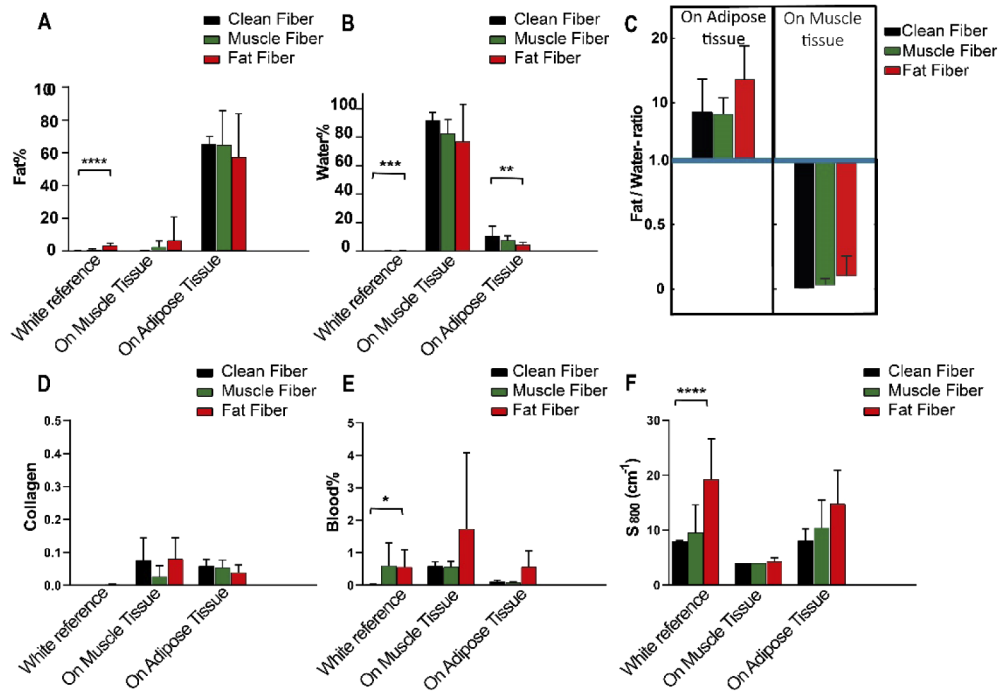 A
Clean Fiber
Muscle Fiber
Fat Fiber
Fat%
100
80
60
40
20
0
****
White reference
On Muscle Tissue
On Adipose Tissue
B
Clean Fiber
Muscle Fiber
Fat Fiber
Water%
100
80
60
40
20
0
***
**
White reference
On Muscle Tissue
On Adipose Tissue
C
On Adipose
tissue
On Muscle
tissue
Clean Fiber
Muscle Fiber
Fat Fiber
Fat / Water- ratio
20
10
1.0
0.5
0
D
Clean Fiber
Muscle Fiber
Fat Fiber
Collagen
0.5
0.4
0.3
0.2
0.1
0.0
White reference
On Muscle Tissue
On Adipose Tissue
E
Clean Fiber
Muscle Fiber
Fat Fiber
Blood%
5
4
3
2
1
0
*
White reference
On Muscle Tissue
On Adipose Tissue
F
Clean Fiber
Muscle Fiber
Fat Fiber
S 800 (cm-1)
30
20
10
0
****
White reference
On Muscle Tissue
On Adipose Tissue